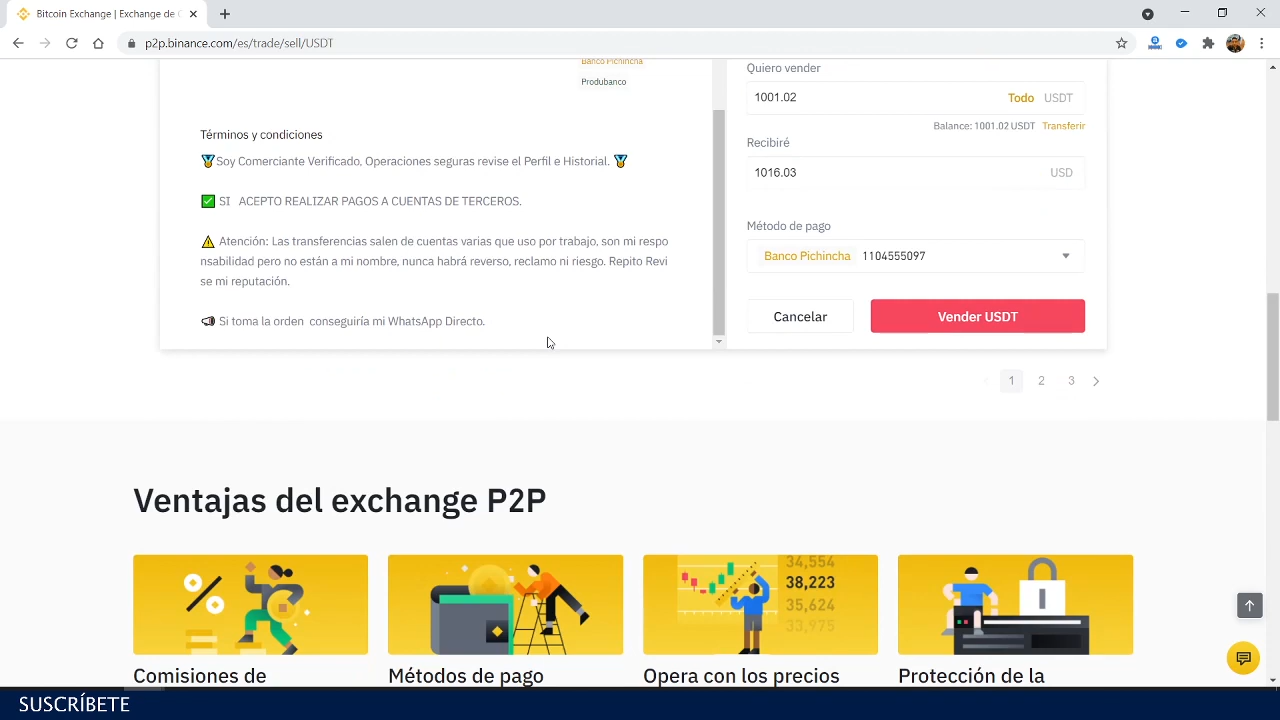 Bitcoin Exchange | Exchange de C
p2p.binance.com/es/trade/sell/USDT
Banco Pichincha
Produbanco
Términos y condiciones
🏅Soy Comerciante Verificado, Operaciones seguras revise el Perfil e Historial. 🏅
✅ SI ACEPTO REALIZAR PAGOS A CUENTAS DE TERCEROS.
⚠️ Atención: Las transferencias salen de cuentas varias que uso por trabajo, son mi respo
nsabilidad pero no están a mi nombre, nunca habrá reverso, reclamo ni riesgo. Repito Revi
se mi reputación.
📢 Si toma la orden conseguiría mi WhatsApp Directo.
Quiero vender
1001.02 Todo USDT
Balance: 1001.02 USDT Transferir
Recibiré
1016.03 USD
Método de pago
Banco Pichincha 1104555097
Cancelar Vender USDT
1 2 3
Ventajas del exchange P2P
34,554
38,223
35,624
33,975
Comisiones de Métodos de pago Opera con los precios Protección de la
SUSCRÍBETE